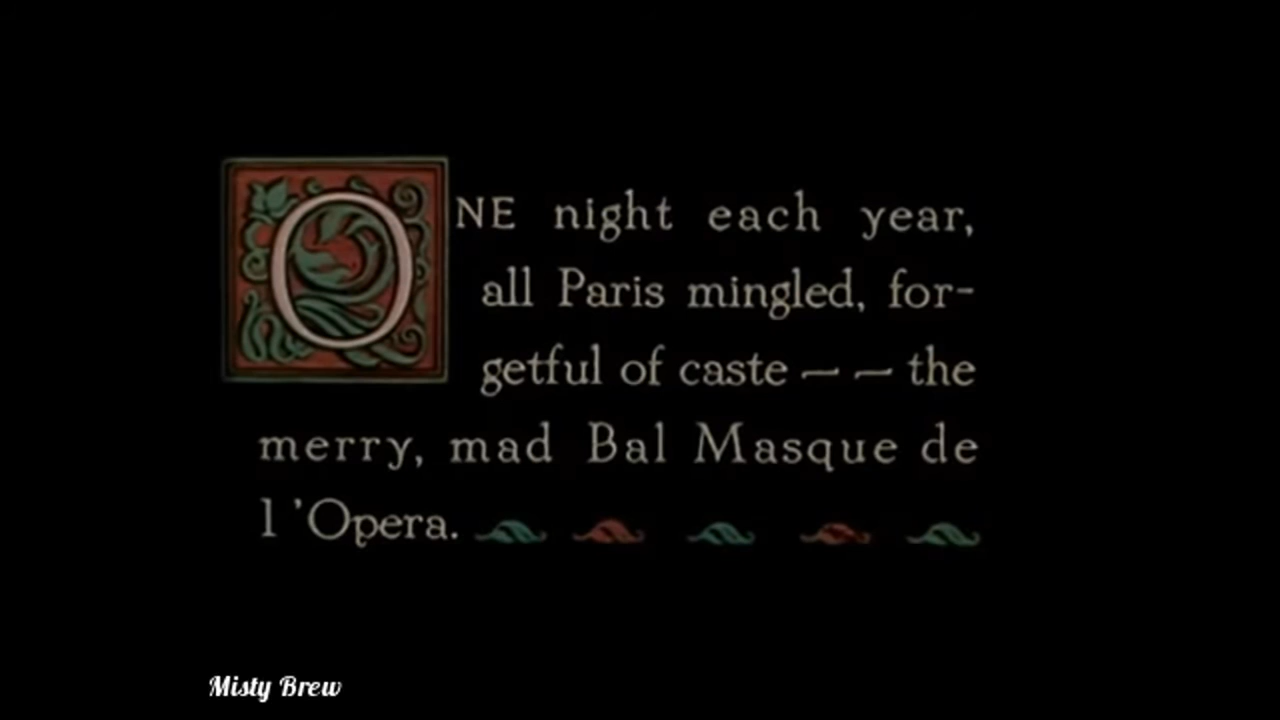 ONE night each year,
all Paris mingled, for-
getful of caste — — the
merry, mad Bal Masque de
l 'Opera.
Misty Brew